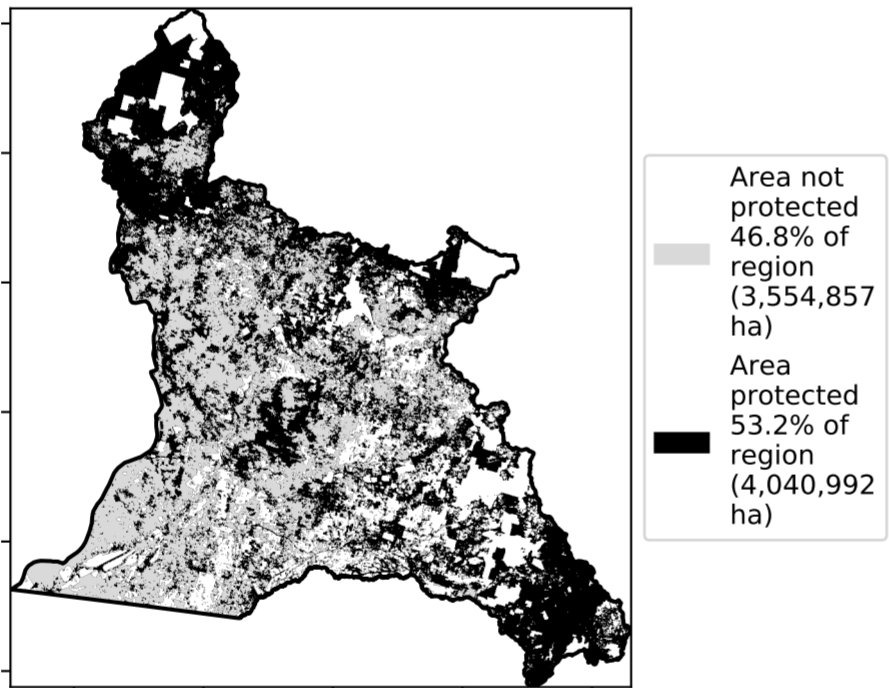 Area not
protected
46.8% of
region
(3,554,857
ha)
Area
protected
53.2% of
region
(4,040,992
ha)